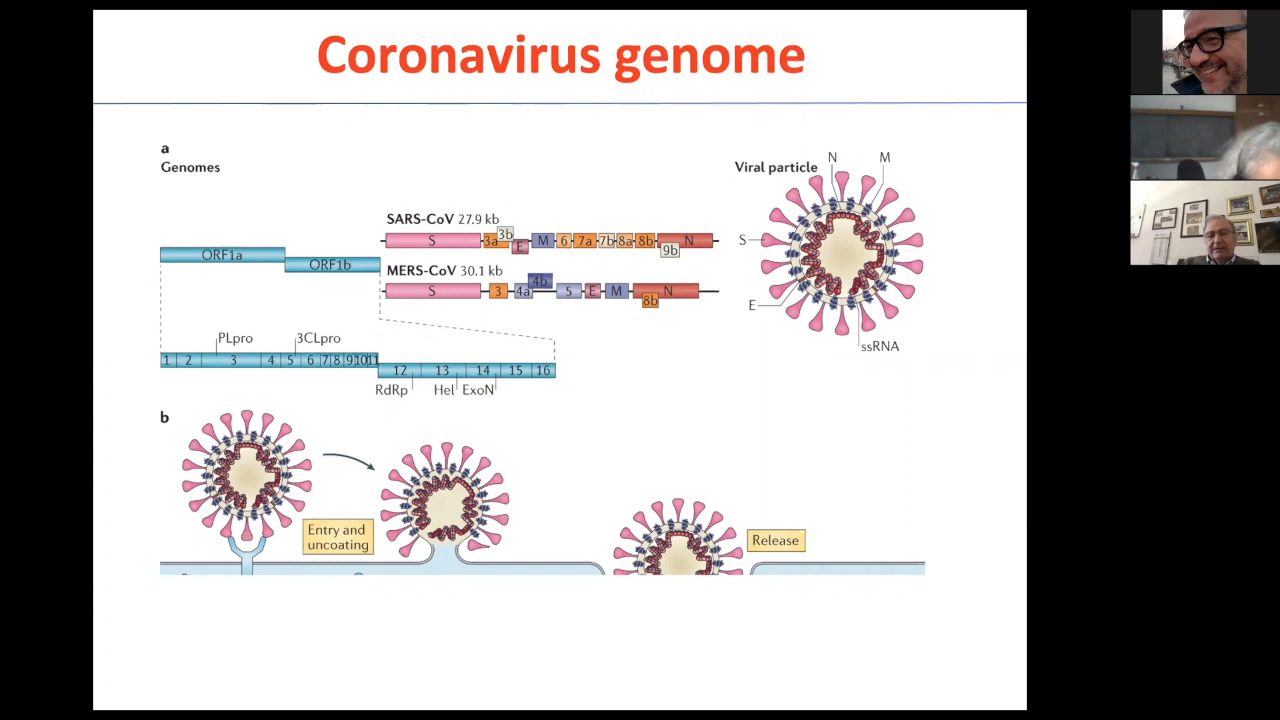 Coronavirus genome
a
Genomes
Viral particle
N
M
SARS-CoV 27.9 kb
S 3a 3b E M 6 7a 7b 8a 8b 9b N
ORF1a
ORF1b
MERS-CoV 30.1 kb
S 3 4a 4b 5 E M 8b N
S
E
ssRNA
PLpro
3CLpro
1 2 3 4 5 6 7 8 9 10 11
12 13 14 15 16
RdRp
Hel
ExoN
b
Entry and
uncoating
Release